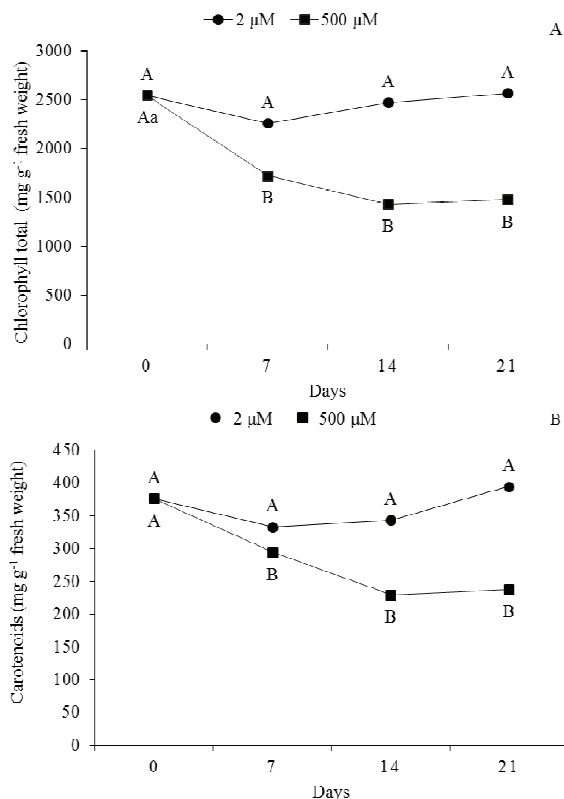 2 µM 500 µM
A
Chlorophyll total (mg g-1 fresh weight)
3000
2500
2000
1500
1000
500
0
A
Aa
A
A
A
B
B
B
0 7 14 21
Days
2 µM 500 µM
B
Carotenoids (mg g-1 fresh weight)
450
400
350
300
250
200
150
100
50
0
A
A
A
A
A
B
B
B
0 7 14 21
Days